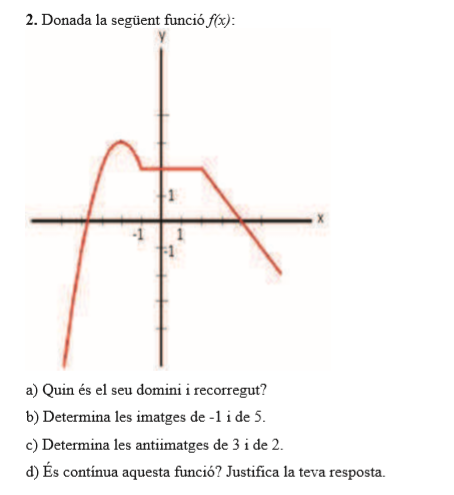 2. Donada la següent funció f(x):
y
1
x
-1 1
-1
a) Quin és el seu domini i recorregut?
b) Determina les imatges de -1 i de 5.
c) Determina les antiimatges de 3 i de 2.
d) És contínua aquesta funció? Justifica la teva resposta.